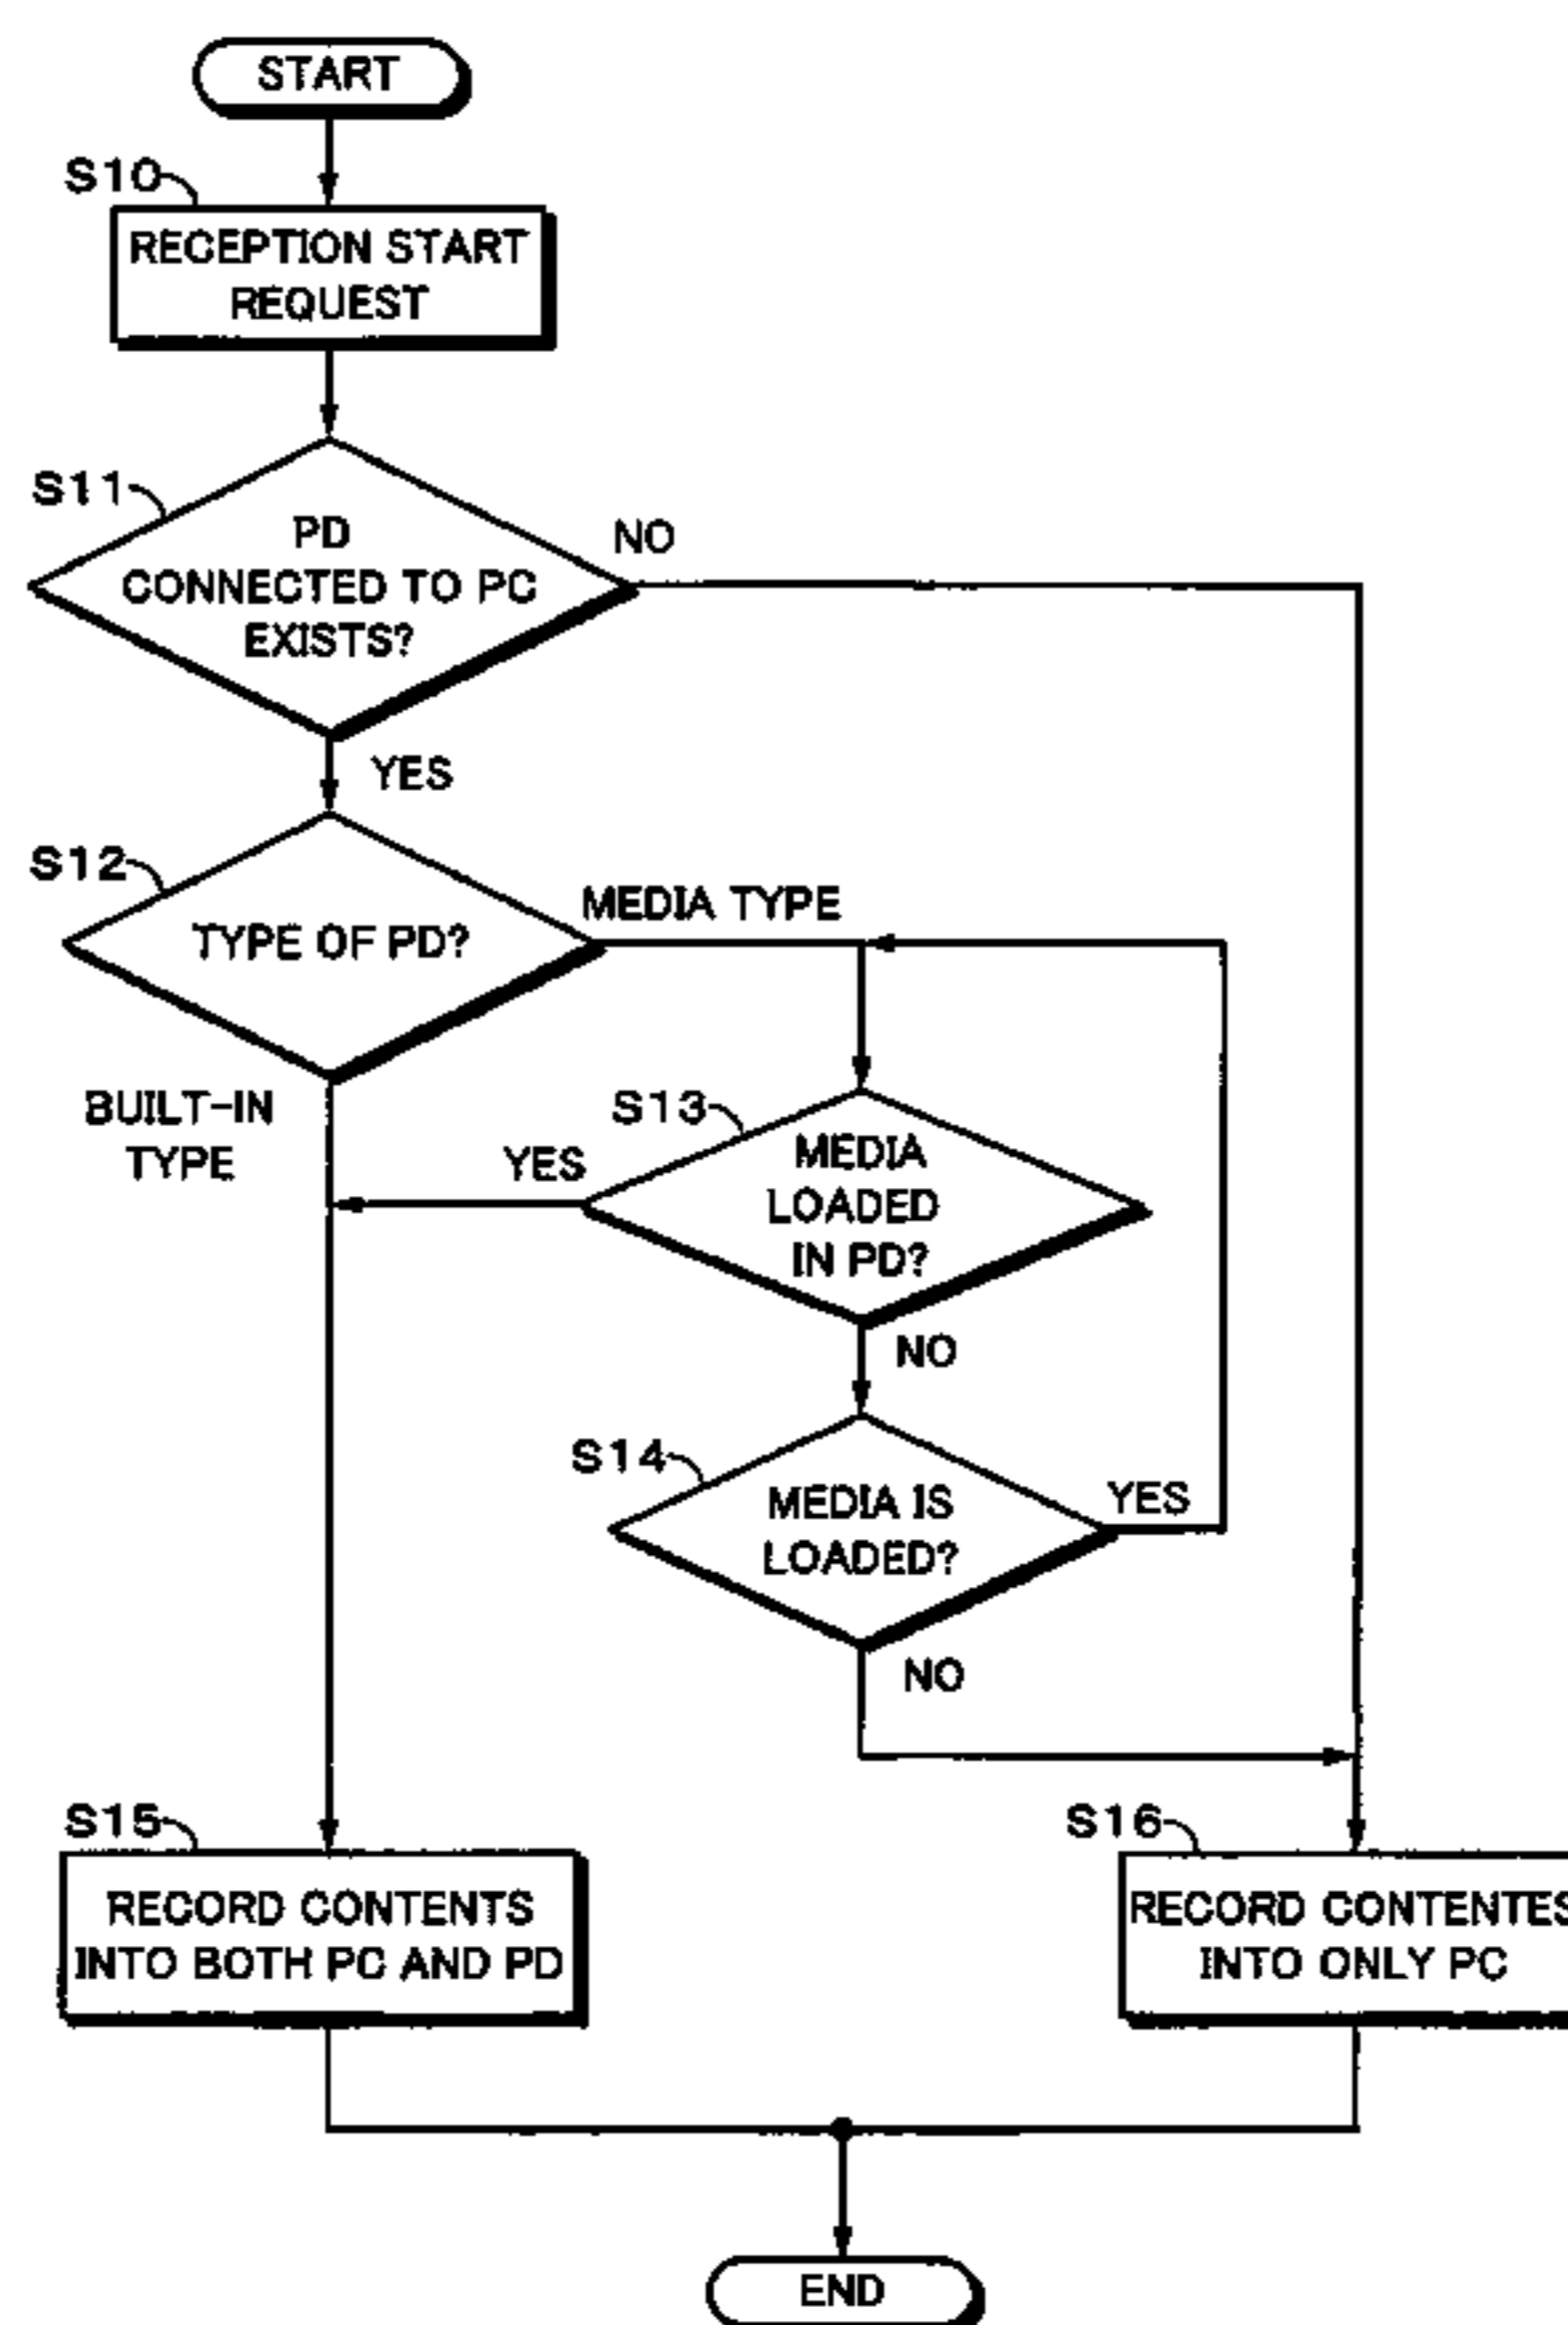 START
S10
RECEPTION START
REQUEST
S11
PD
CONNECTED TO PC
EXISTS?
NO
YES
S12
TYPE OF PD?
MEDIA TYPE
BUILT-IN
TYPE
S13
MEDIA
LOADED
IN PD?
YES
NO
S14
MEDIA IS
LOADED?
YES
NO
S15
RECORD CONTENTS
INTO BOTH PC AND PD
S16
RECORD CONTENTES
INTO ONLY PC
END